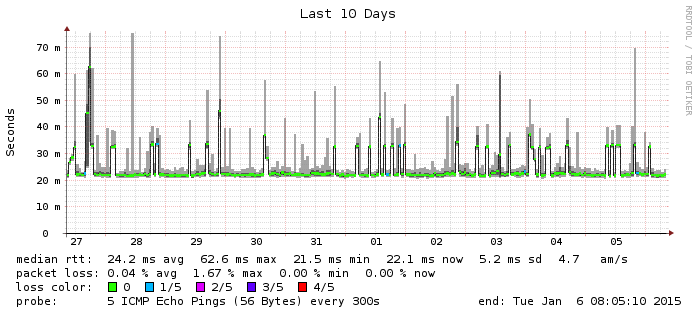 Last 10 Days
RRDTOOL / TOBI OETIKER
Seconds
70 m
60 m
50 m
40 m
30 m
20 m
10 m
0
27 28 29 30 31 01 02 03 04 05
median rtt: 24.2 ms avg 62.6 ms max 21.5 ms min 22.1 ms now 5.2 ms sd 4.7 am/s
packet loss: 0.04 % avg 1.67 % max 0.00 % min 0.00 % now
loss color: 0 1/5 2/5 3/5 4/5
probe: 5 ICMP Echo Pings (56 Bytes) every 300s end: Tue Jan 6 08:05:10 2015